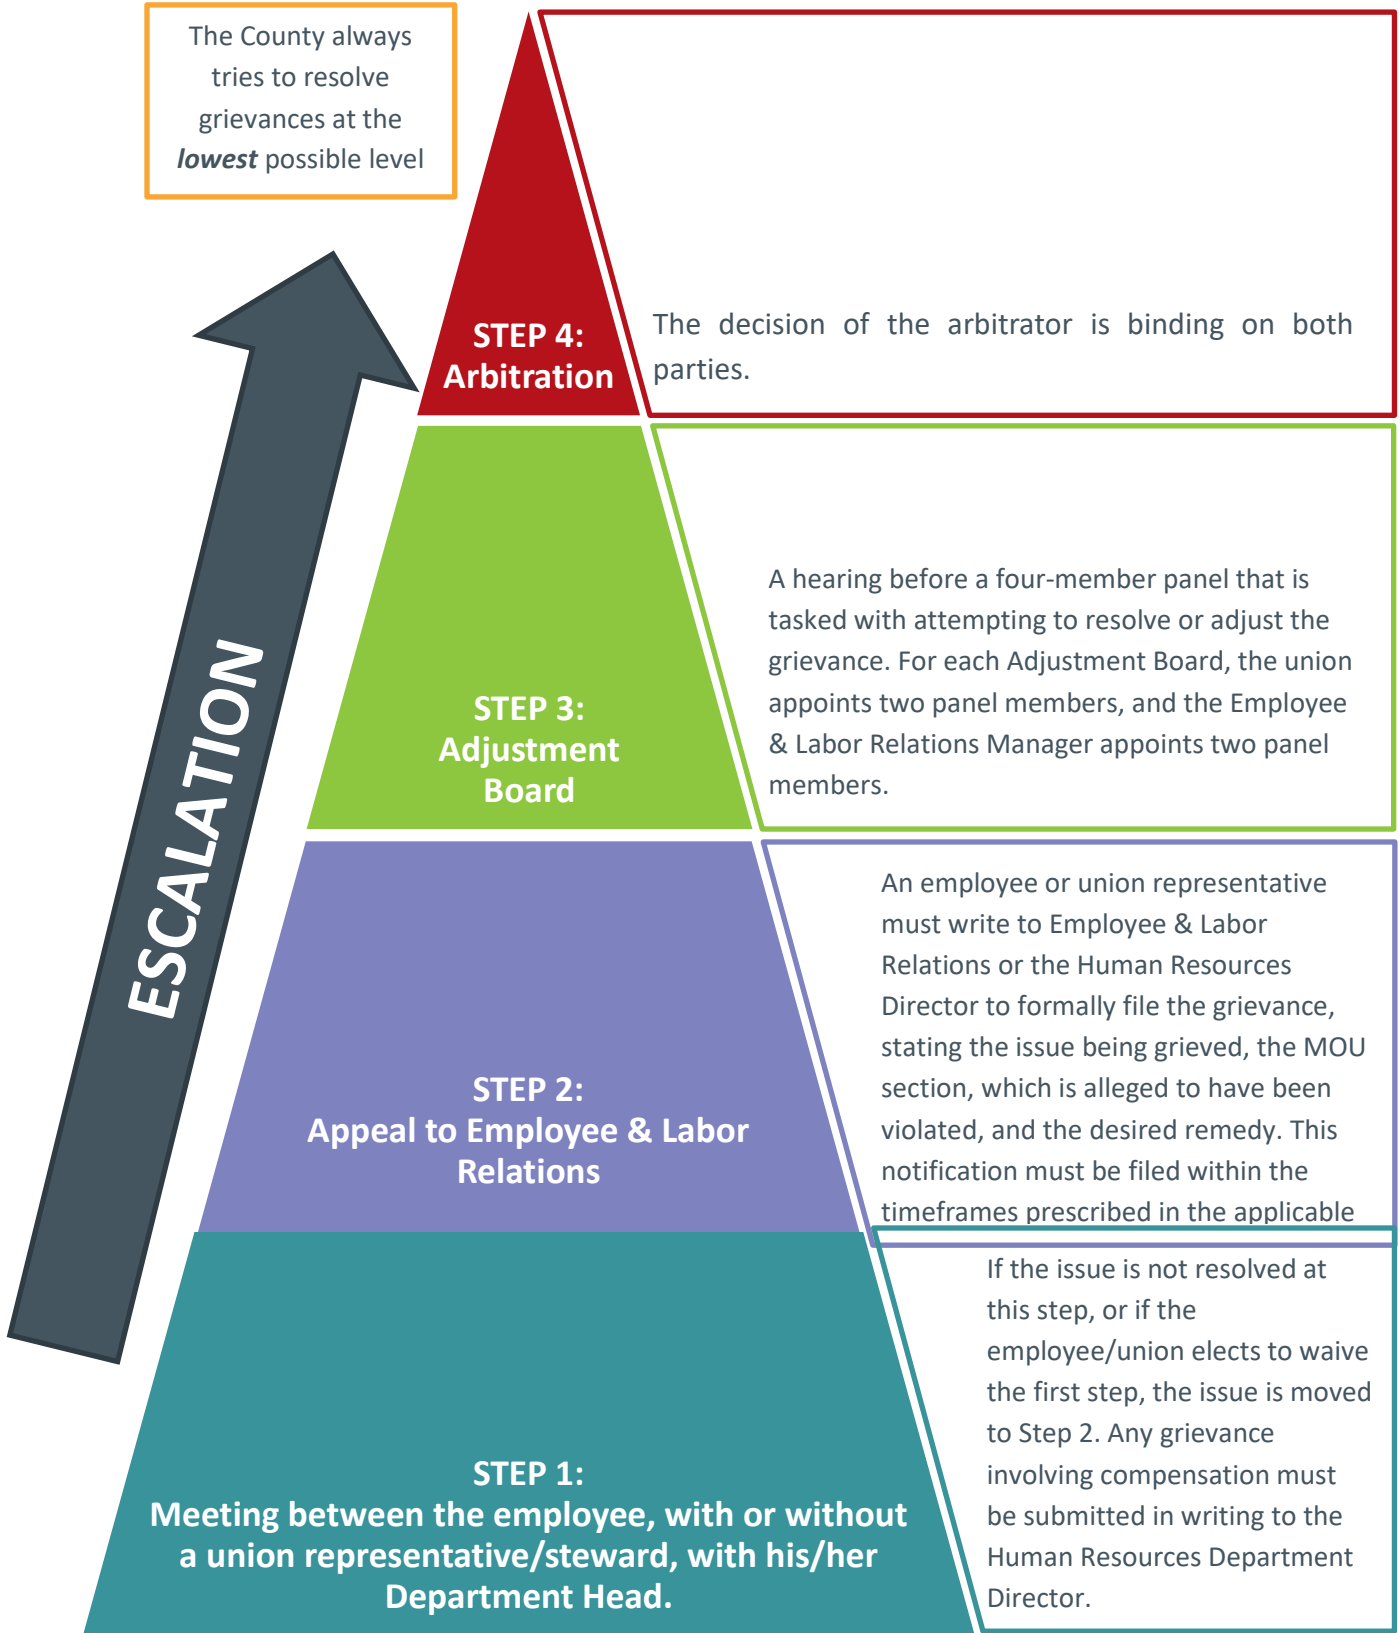 The County always
tries to resolve
grievances at the
lowest possible level
ESCALATION
STEP 4:
Arbitration
The decision of the arbitrator is binding on both
parties.
STEP 3:
Adjustment
Board
A hearing before a four-member panel that is
tasked with attempting to resolve or adjust the
grievance. For each Adjustment Board, the union
appoints two panel members, and the Employee
& Labor Relations Manager appoints two panel
members.
STEP 2:
Appeal to Employee & Labor
Relations
An employee or union representative
must write to Employee & Labor
Relations or the Human Resources
Director to formally file the grievance,
stating the issue being grieved, the MOU
section, which is alleged to have been
violated, and the desired remedy. This
notification must be filed within the
timeframes prescribed in the applicable
STEP 1:
Meeting between the employee, with or without
a union representative/steward, with his/her
Department Head.
If the issue is not resolved at
this step, or if the
employee/union elects to waive
the first step, the issue is moved
to Step 2. Any grievance
involving compensation must
be submitted in writing to the
Human Resources Department
Director.